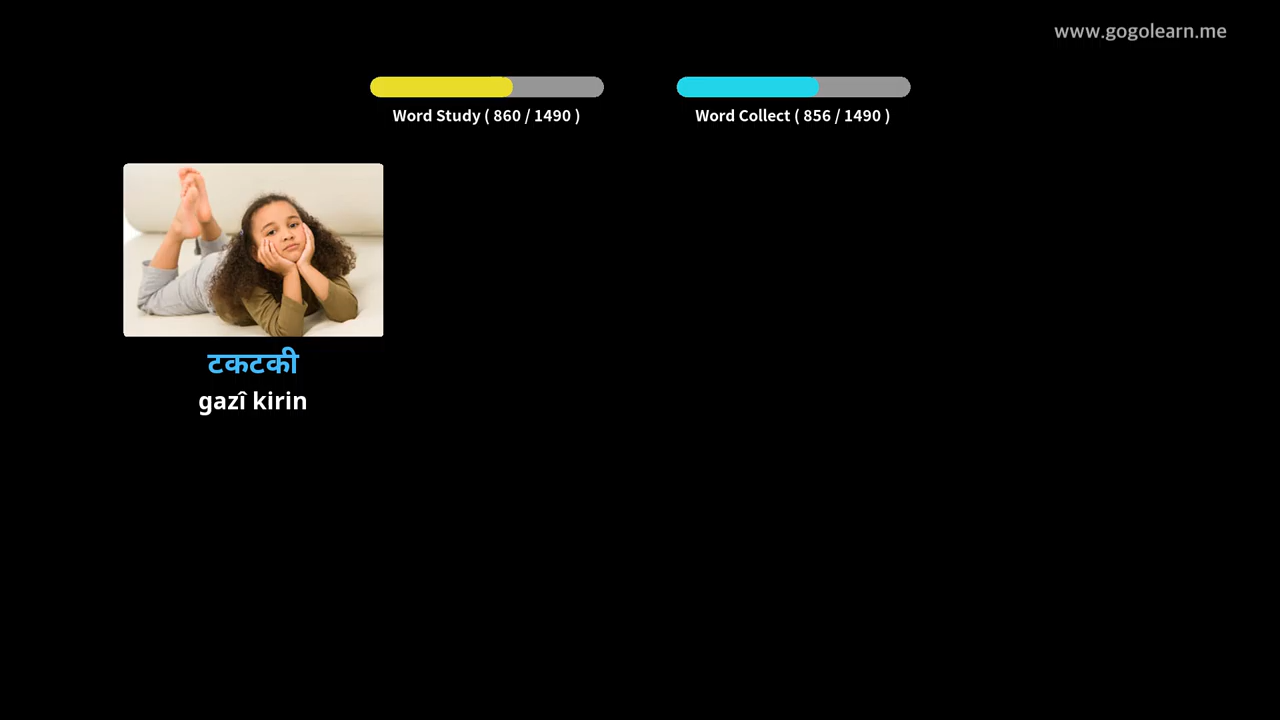 www.gogolearn.me
Word Study ( 860 / 1490 )
Word Collect ( 856 / 1490 )
टकटकी
gazî kirin